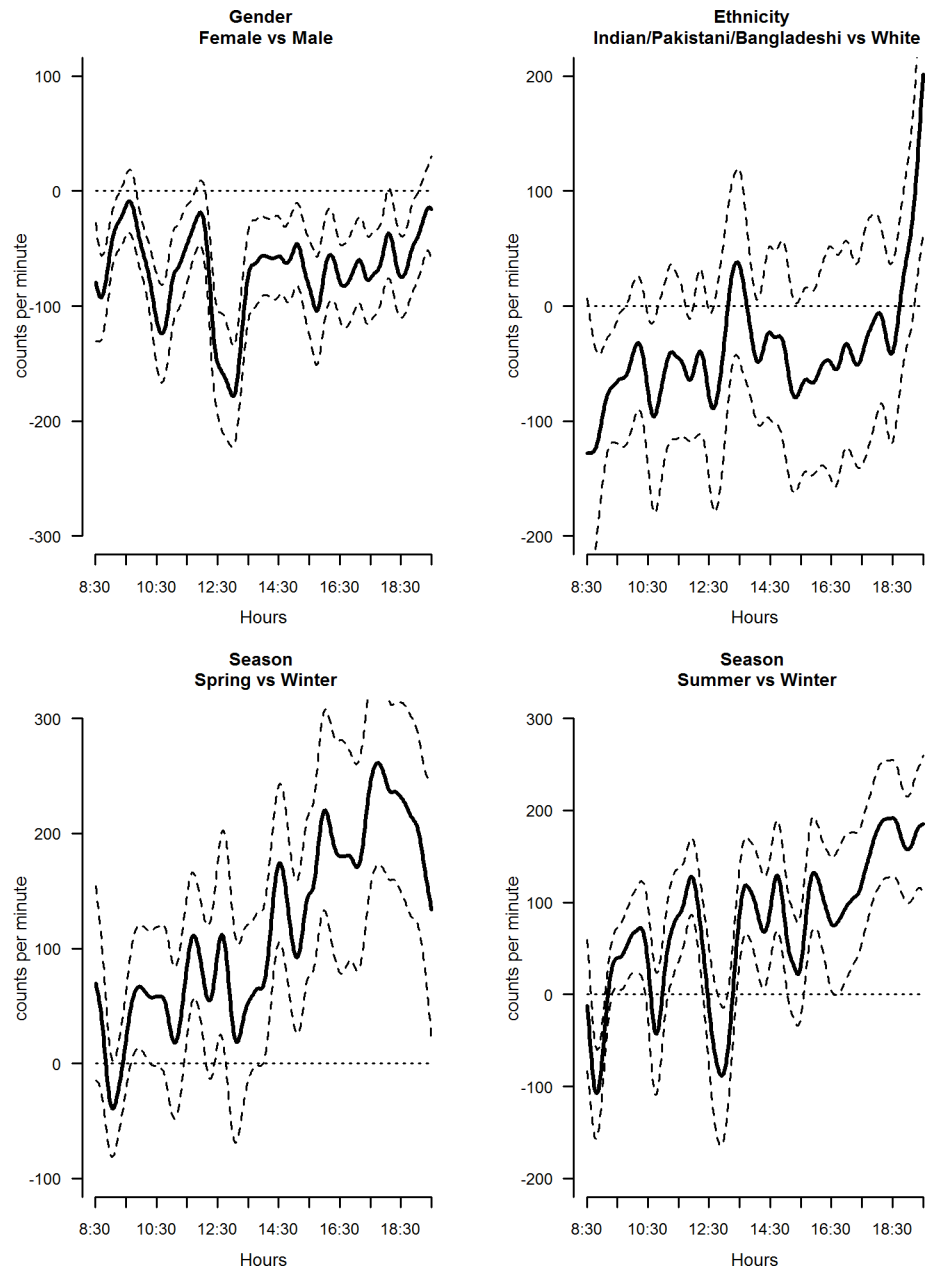 Gender
Female vs Male
counts per minute
100
0
-100
-200
-300
8:30 10:30 12:30 14:30 16:30 18:30
Hours
Ethnicity
Indian/Pakistani/Bangladeshi vs White
counts per minute
200
100
0
-100
-200
8:30 10:30 12:30 14:30 16:30 18:30
Hours
Season
Spring vs Winter
counts per minute
300
200
100
0
-100
8:30 10:30 12:30 14:30 16:30 18:30
Hours
Season
Summer vs Winter
counts per minute
300
200
100
0
-100
-200
8:30 10:30 12:30 14:30 16:30 18:30
Hours